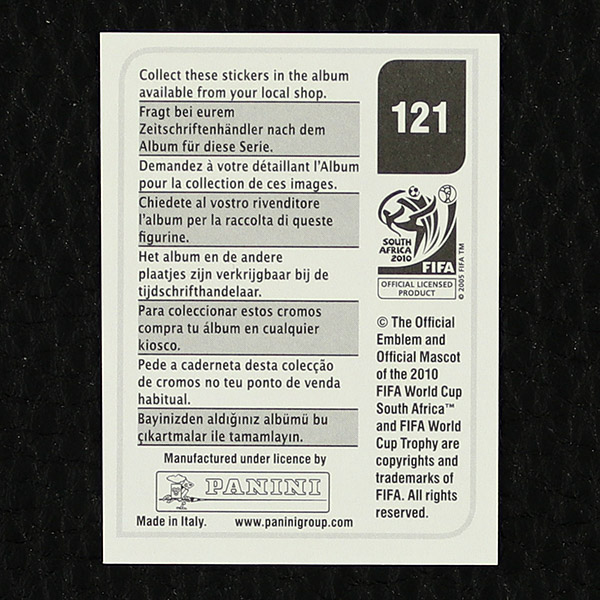 Collect these stickers in the album
available from your local shop.
Fragt bei eurem
Zeitschriftenhändler nach dem
Album für diese Serie.
Demandez à votre détaillant l'Album
pour la collection de ces images.
Chiedete al vostro rivenditore
l'album per la raccolta di queste
figurine.
Het album en de andere
plaatjes zijn verkrijgbaar bij de
tijdschrifthandelaar.
Para coleccionar estos cromos
compra tu álbum en cualquier
kiosco.
Pede a caderneta desta colecção
de cromos no teu ponto de venda
habitual.
Bayinizden aldığınız albümü bu
çıkartmalar ile tamamlayın.
Manufactured under licence by
PANINI
Made in Italy. www.paninigroup.com
121
SOUTH
AFRICA
2010
FIFA
OFFICIAL LICENSED
PRODUCT
© 2005 FIFA TM
© The Official
Emblem and
Official Mascot
of the 2010
FIFA World Cup
South Africa™
and FIFA World
Cup Trophy are
copyrights and
trademarks of
FIFA. All rights
reserved.